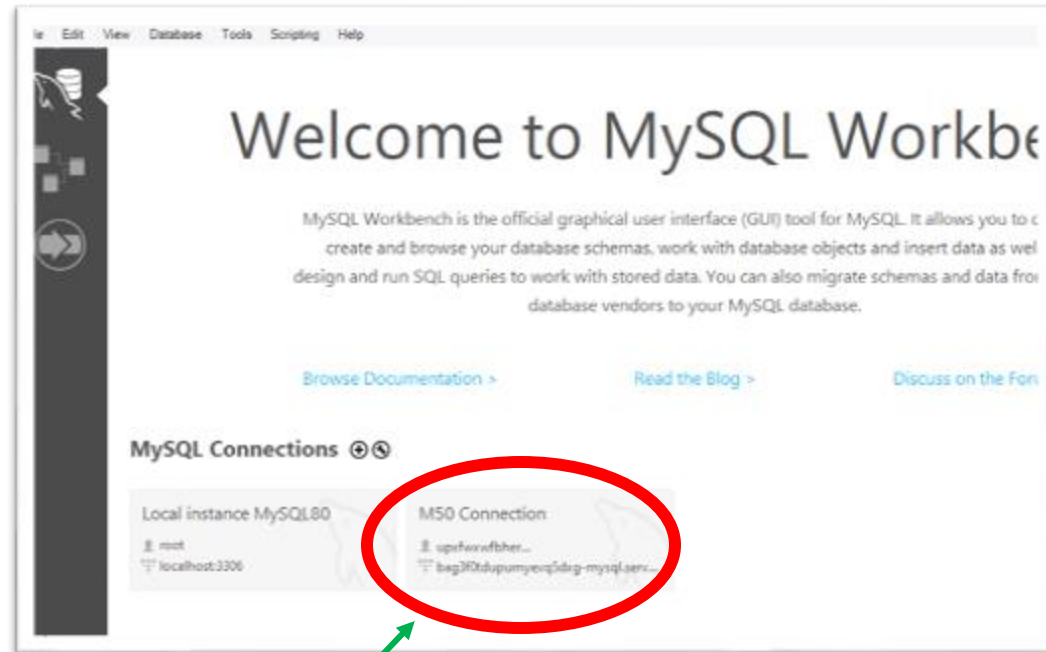 le Edit View Database Tools Scripting Help
Welcome to MySQL Workbe
MySQL Workbench is the official graphical user interface (GUI) tool for MySQL. It allows you to c
create and browse your database schemas, work with database objects and insert data as wel
design and run SQL queries to work with stored data. You can also migrate schemas and data fro
database vendors to your MySQL database.
Browse Documentation >
Read the Blog >
Discuss on the For
MySQL Connections
Local instance MySQL80
root
localhost:3306
M50 Connection